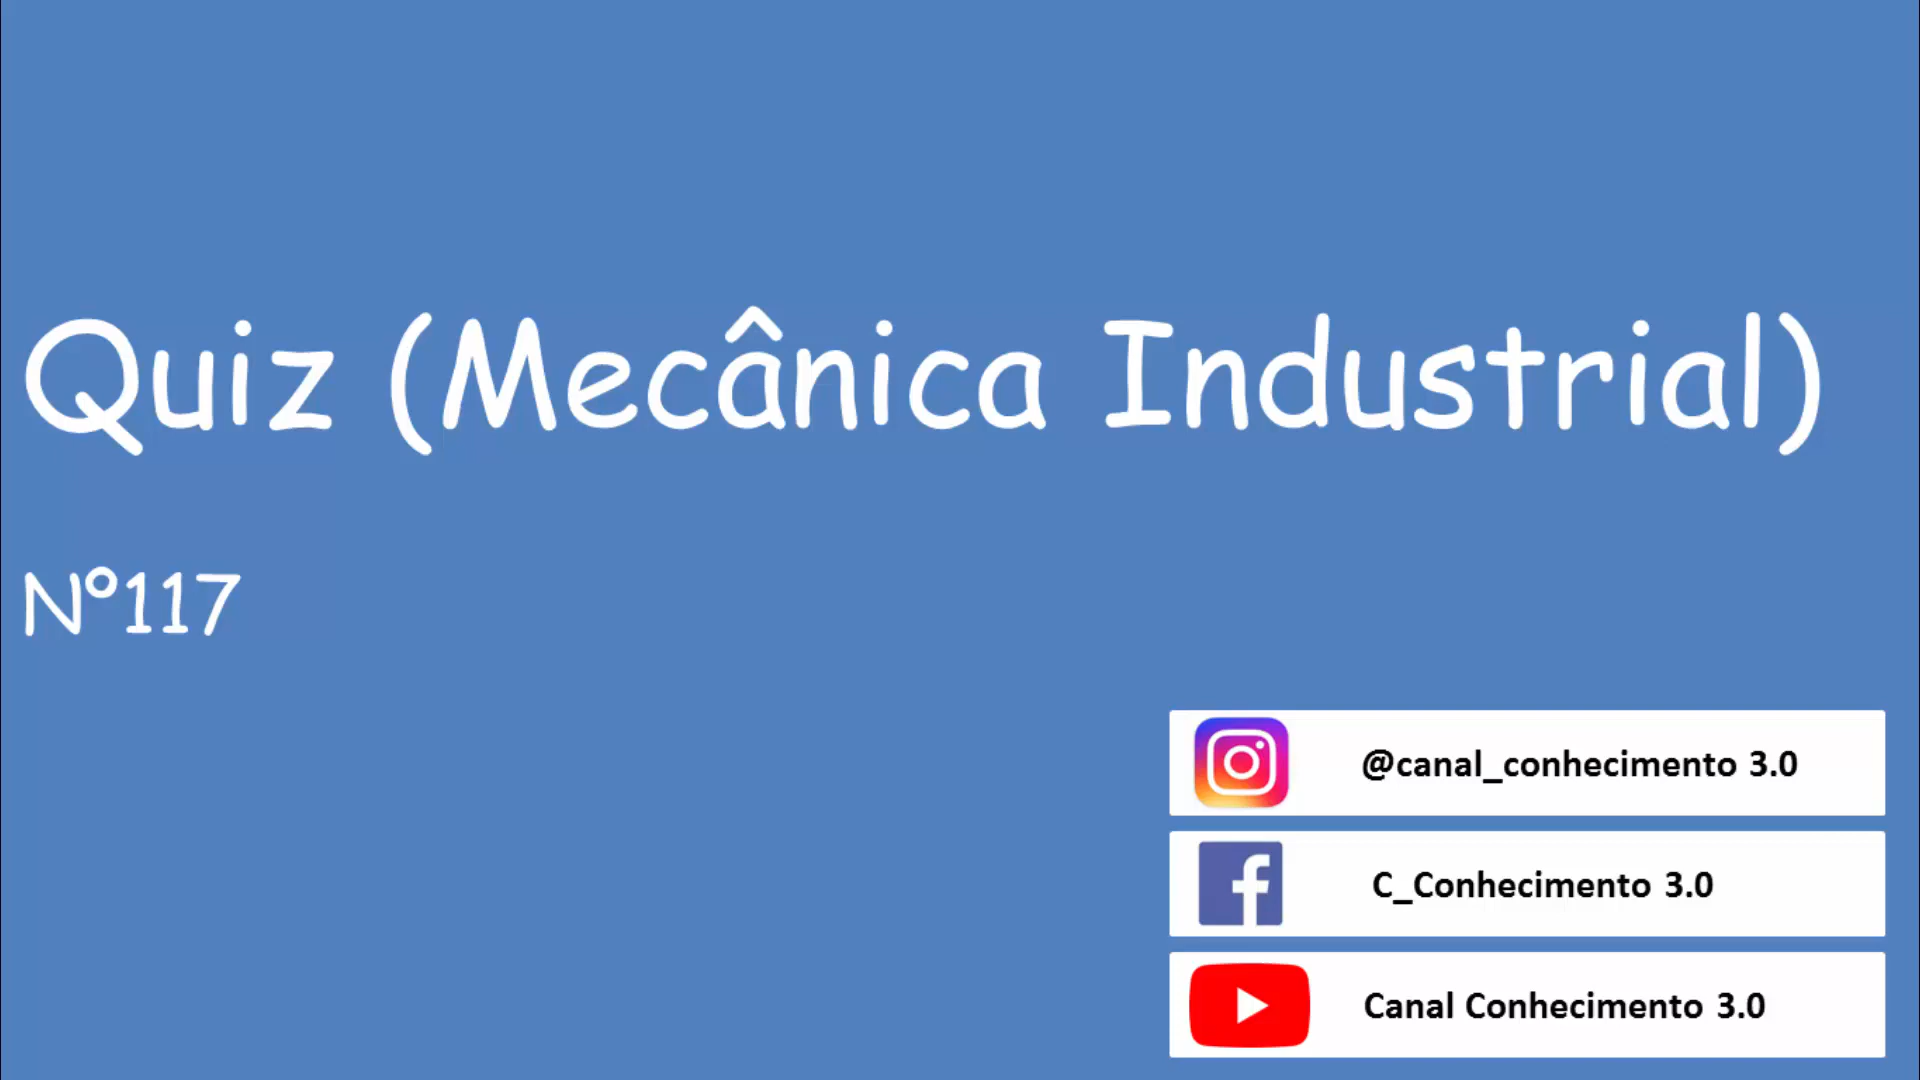 Quiz (Mecânica Industrial)
Nº117
@canal_conhecimento 3.0
C_Conhecimento 3.0
Canal Conhecimento 3.0